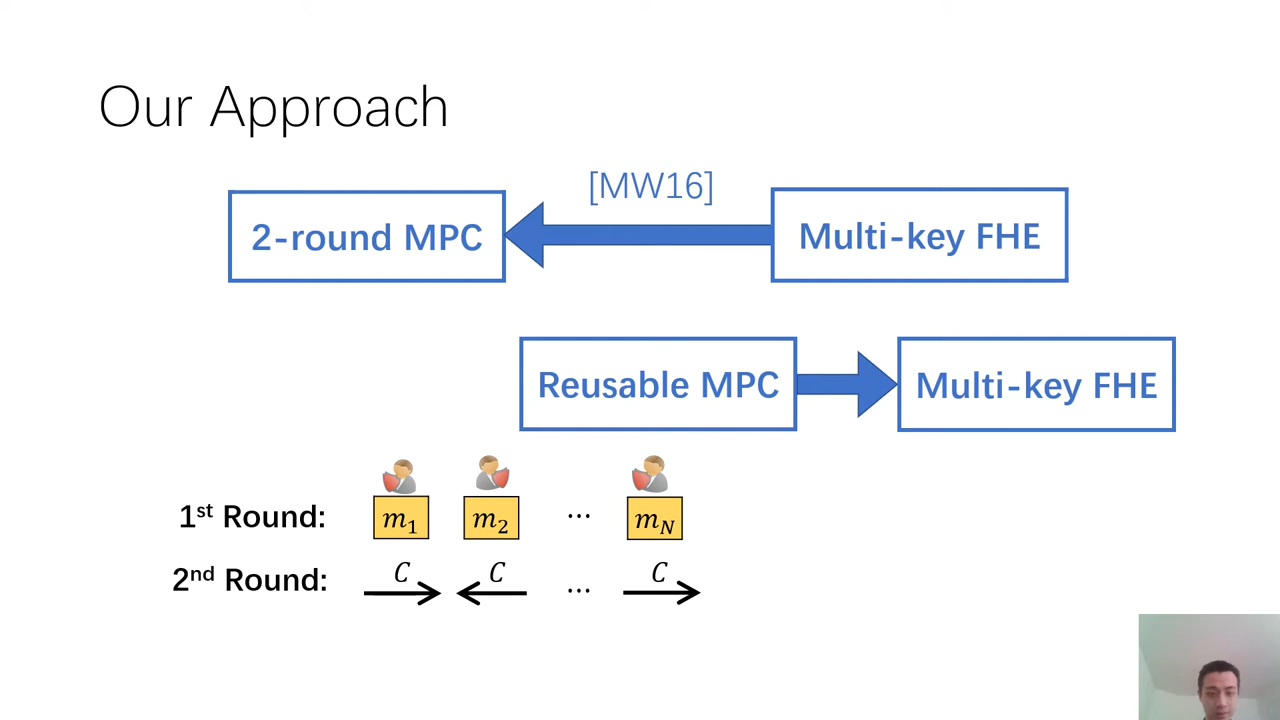 Our Approach
[MW16]
2-round MPC
Multi-key FHE
Reusable MPC
Multi-key FHE
1st Round: m1 m2 ... mN
2nd Round: C C ... C